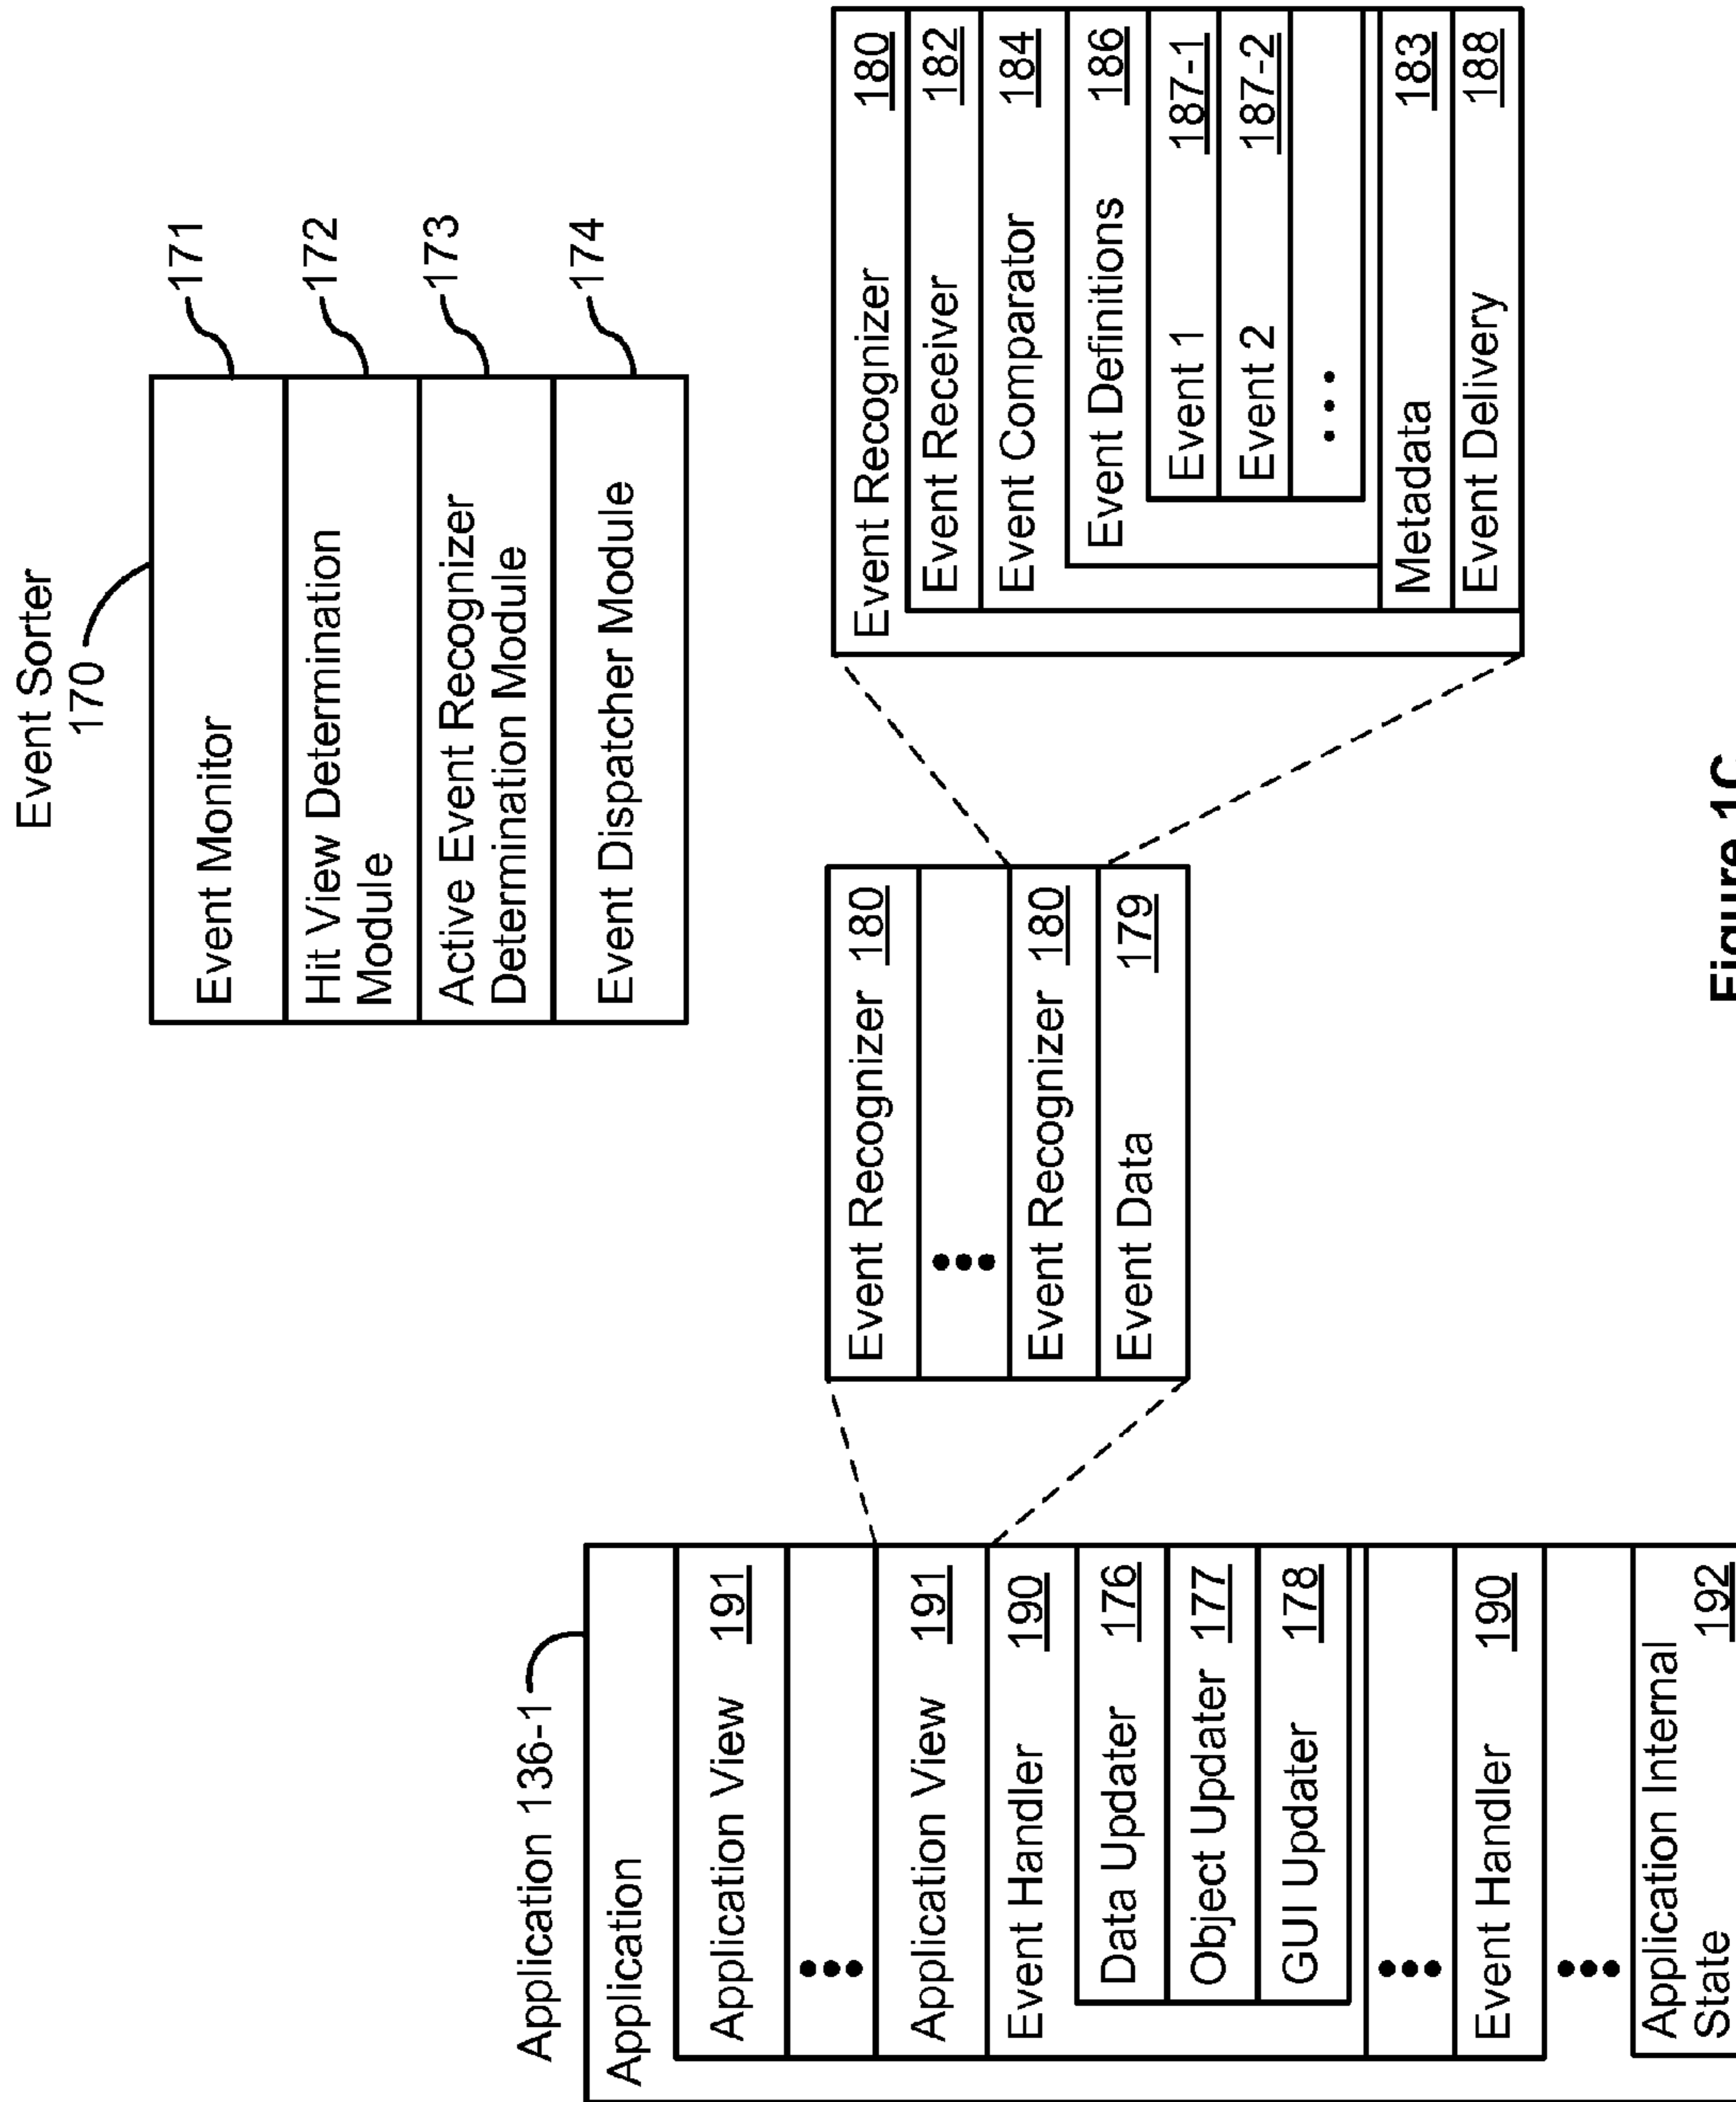 Event Sorter
170
Event Monitor
171
Hit View Determination
Module
172
Active Event Recognizer
Determination Module
173
Event Dispatcher Module
174
Application 136-1
Application
Application View 191
•••
Application View 191
Event Handler 190
Data Updater 176
Object Updater 177
GUI Updater 178
•••
Event Handler 190
•••
Application Internal
State 192
Event Recognizer 180
•••
Event Recognizer 180
Event Data 179
Event Recognizer 180
Event Receiver 182
Event Comparator 184
Event Definitions 186
Event 1 187-1
Event 2 187-2
• • •
Metadata 183
Event Delivery 188
Figure 1C